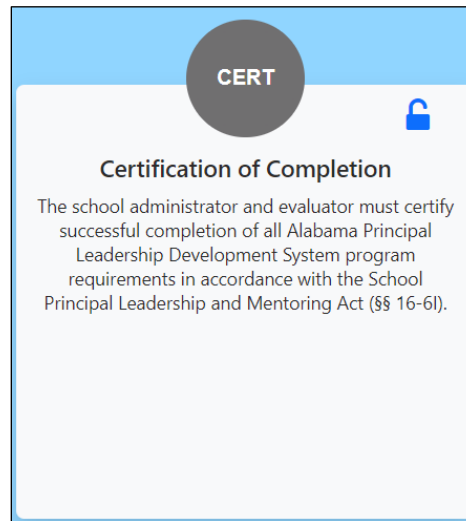 CERT
Certification of Completion
The school administrator and evaluator must certify
successful completion of all Alabama Principal
Leadership Development System program
requirements in accordance with the School
Principal Leadership and Mentoring Act (§§ 16-6I).